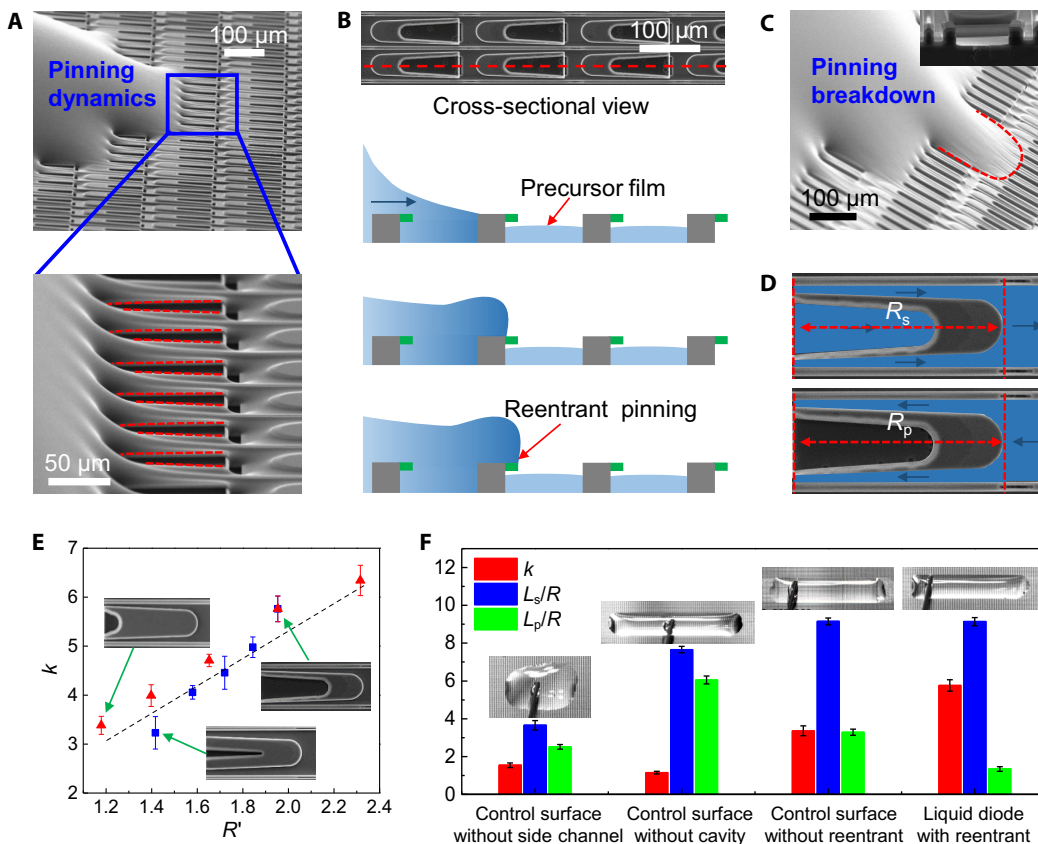 A
100 µm
Pinning
dynamics
50 µm
B
100 µm
Cross-sectional view
Precursor film
Reentrant pinning
C
Pinning
breakdown
100 µm
D
Rs
Rp
E
7
6
5
4
3
2
k
1.2 1.4 1.6 1.8 2.0 2.2 2.4
R'
F
k
Ls/R
Lp/R
12
10
8
6
4
2
0
Control surface
without side channel
Control surface
without cavity
Control surface
without reentrant
Liquid diode
with reentrant